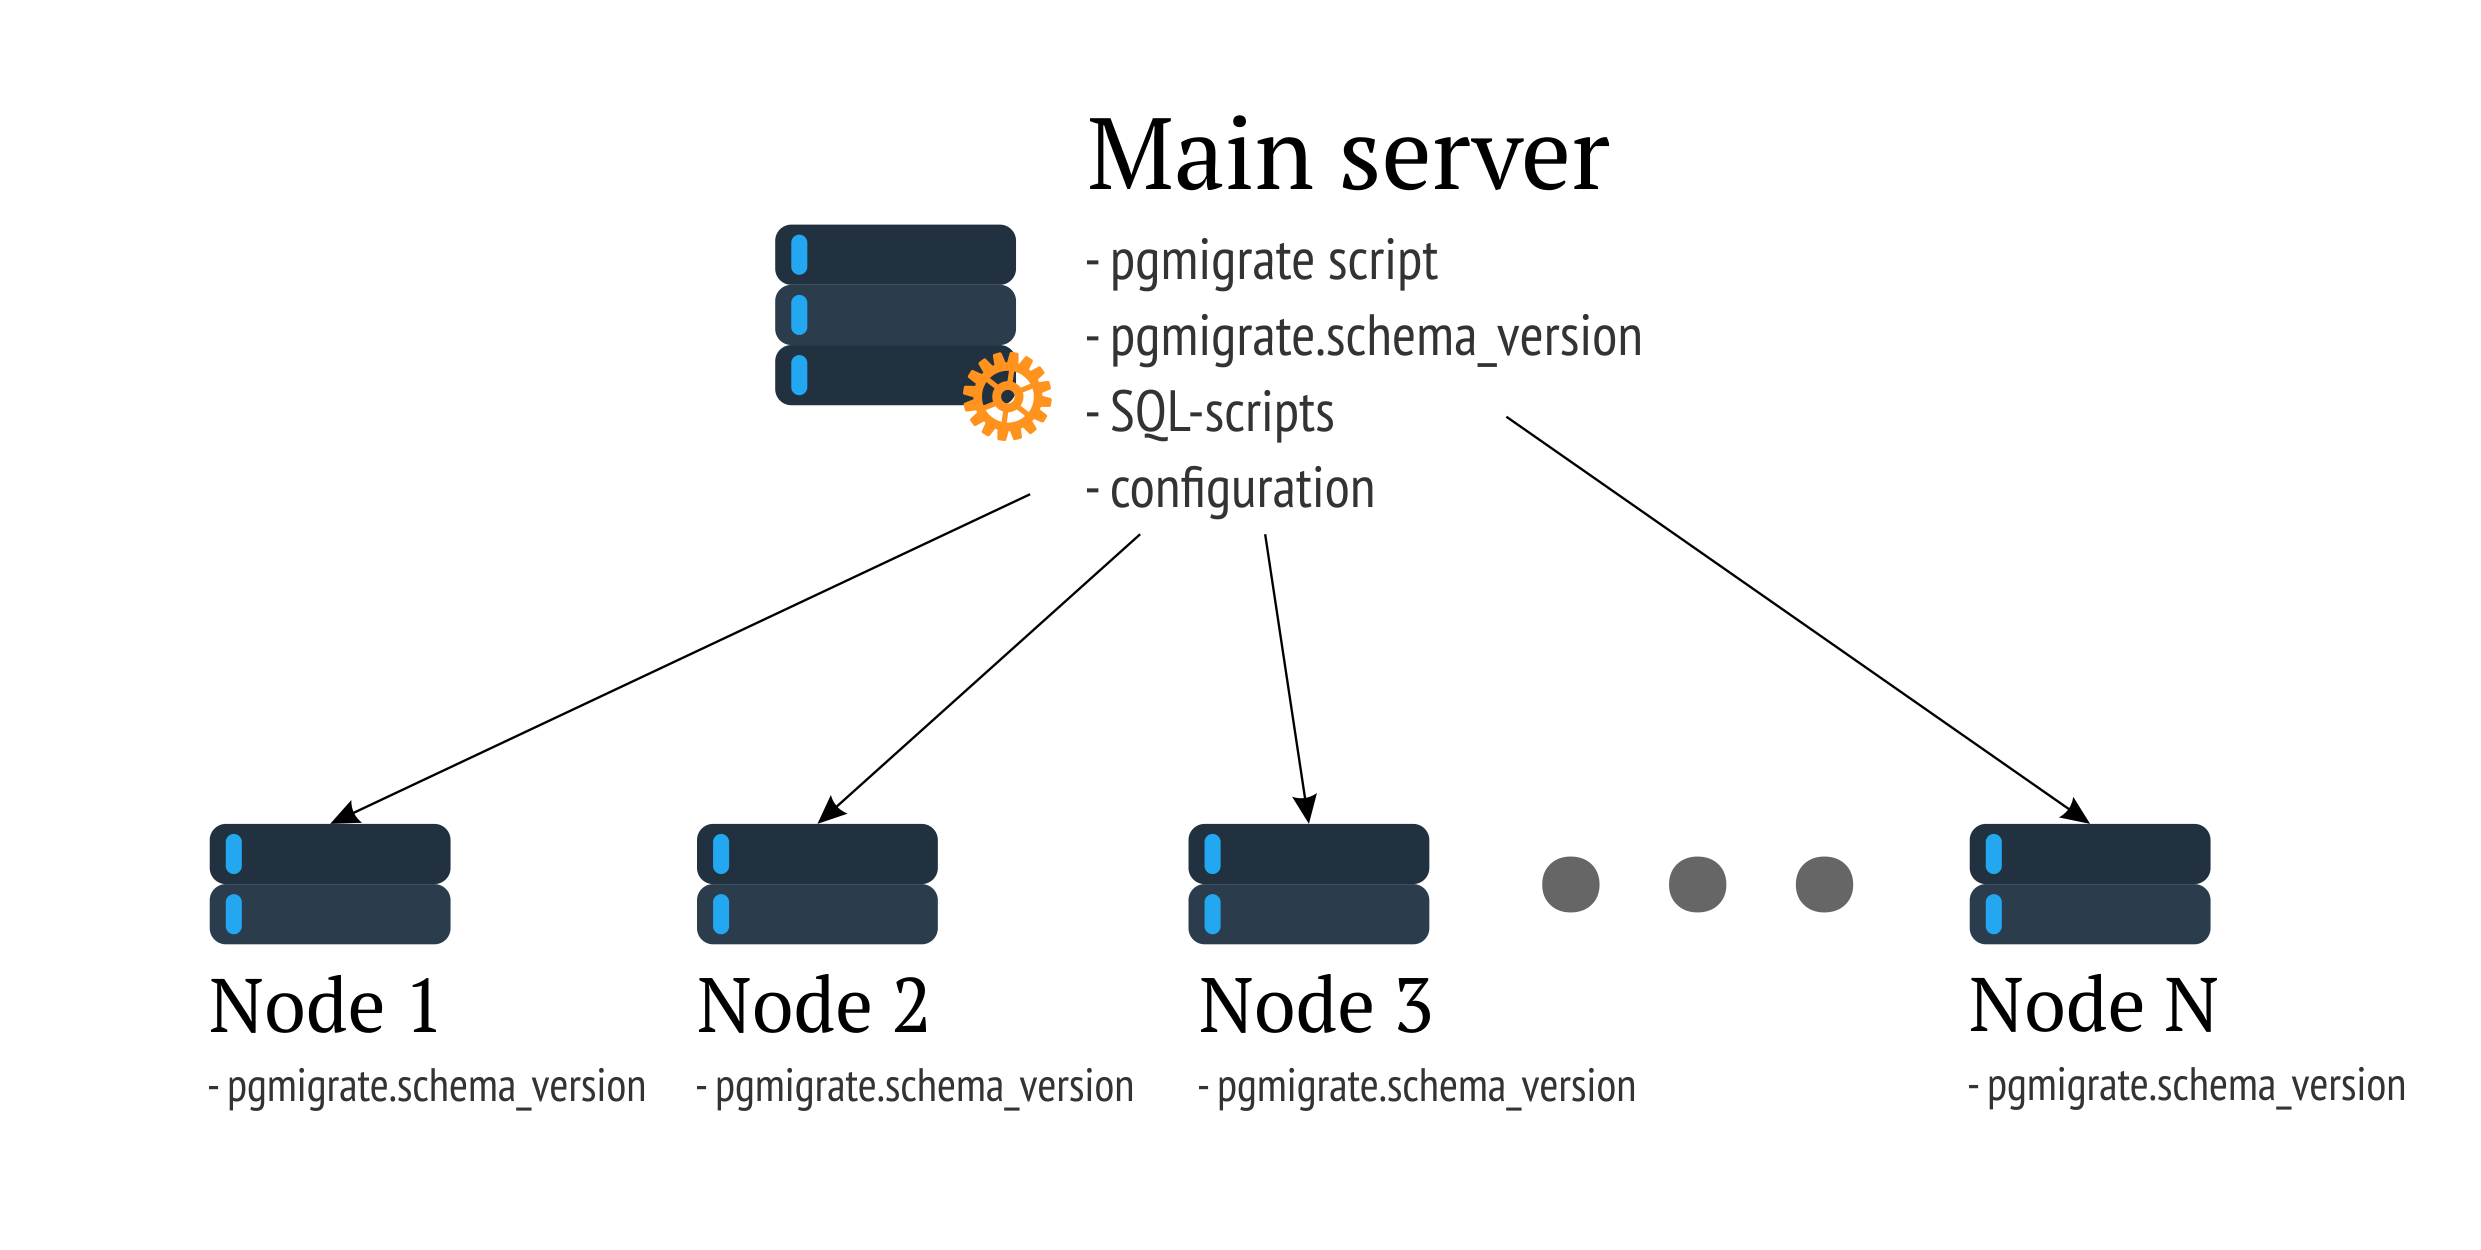 Main server
- pgmigrate script
- pgmigrate.schema_version
- SQL-scripts
- configuration
Node 1
- pgmigrate.schema_version
Node 2
- pgmigrate.schema_version
Node 3
- pgmigrate.schema_version
Node N
- pgmigrate.schema_version